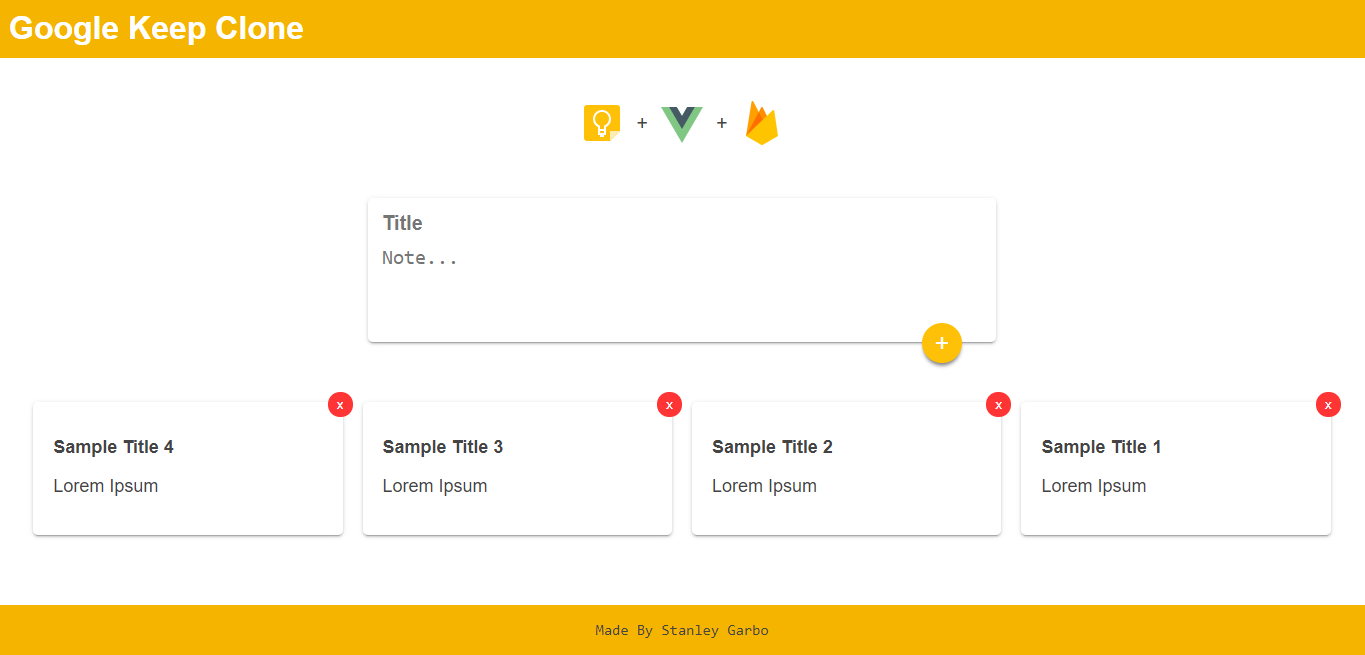 Google Keep Clone
+ +
Title
Note...
+
x x x x
Sample Title 4 Sample Title 3 Sample Title 2 Sample Title 1
Lorem Ipsum Lorem Ipsum Lorem Ipsum Lorem Ipsum
Made By Stanley Garbo